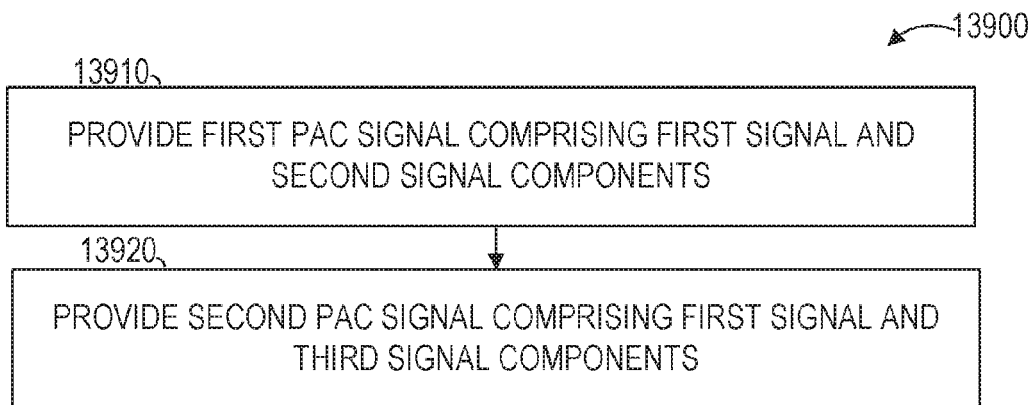 13900
13910
PROVIDE FIRST PAC SIGNAL COMPRISING FIRST SIGNAL AND
SECOND SIGNAL COMPONENTS
13920
PROVIDE SECOND PAC SIGNAL COMPRISING FIRST SIGNAL AND
THIRD SIGNAL COMPONENTS